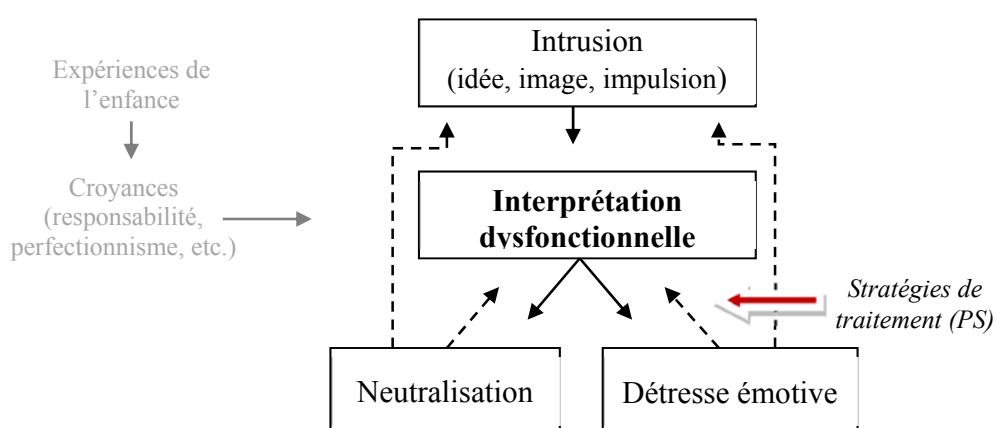 Intrusion
(idée, image, impulsion)
Expériences de
l’enfance
Croyances
(responsabilité,
perfectionnisme, etc.)
Interprétation
dysfonctionnelle
Stratégies de
traitement (PS)
Neutralisation
Détresse émotive